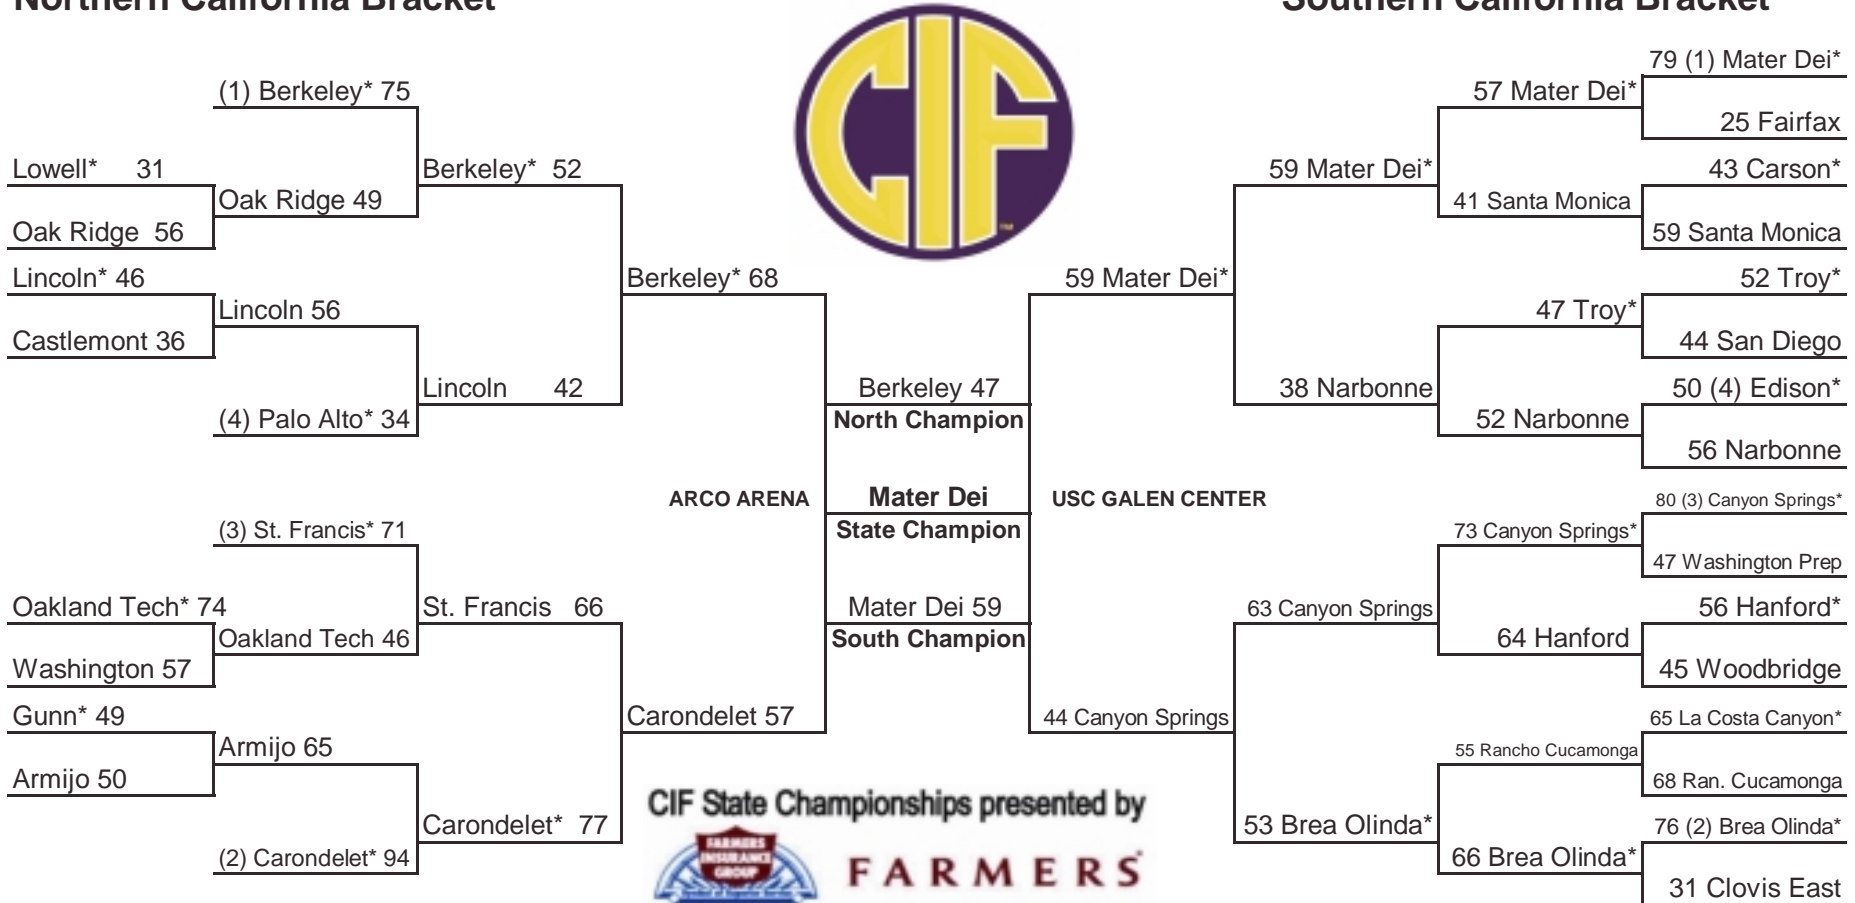 Northern California Bracket
Southern California Bracket
CIF
TM
(1) Berkeley* 75
Lowell* 31
Berkeley* 52
Oak Ridge 49
Oak Ridge 56
Lincoln* 46
Berkeley* 68
Lincoln 56
Castlemont 36
Lincoln 42
(4) Palo Alto* 34
(3) St. Francis* 71
Oakland Tech* 74
St. Francis 66
Oakland Tech 46
Washington 57
Gunn* 49
Carondelet 57
Armijo 65
Armijo 50
Carondelet* 77
(2) Carondelet* 94
ARCO ARENA
Berkeley 47
North Champion
Mater Dei
State Champion
Mater Dei 59
South Champion
USC GALEN CENTER
79 (1) Mater Dei*
57 Mater Dei*
25 Fairfax
59 Mater Dei*
43 Carson*
41 Santa Monica
59 Santa Monica
59 Mater Dei*
52 Troy*
47 Troy*
44 San Diego
38 Narbonne
50 (4) Edison*
52 Narbonne
56 Narbonne
80 (3) Canyon Springs*
73 Canyon Springs*
47 Washington Prep
63 Canyon Springs
56 Hanford*
64 Hanford
45 Woodbridge
44 Canyon Springs
65 La Costa Canyon*
55 Rancho Cucamonga
68 Ran. Cucamonga
53 Brea Olinda*
76 (2) Brea Olinda*
66 Brea Olinda*
31 Clovis East
CIF State Championships presented by
FARMERS
INSURANCE
GROUP
FARMERS